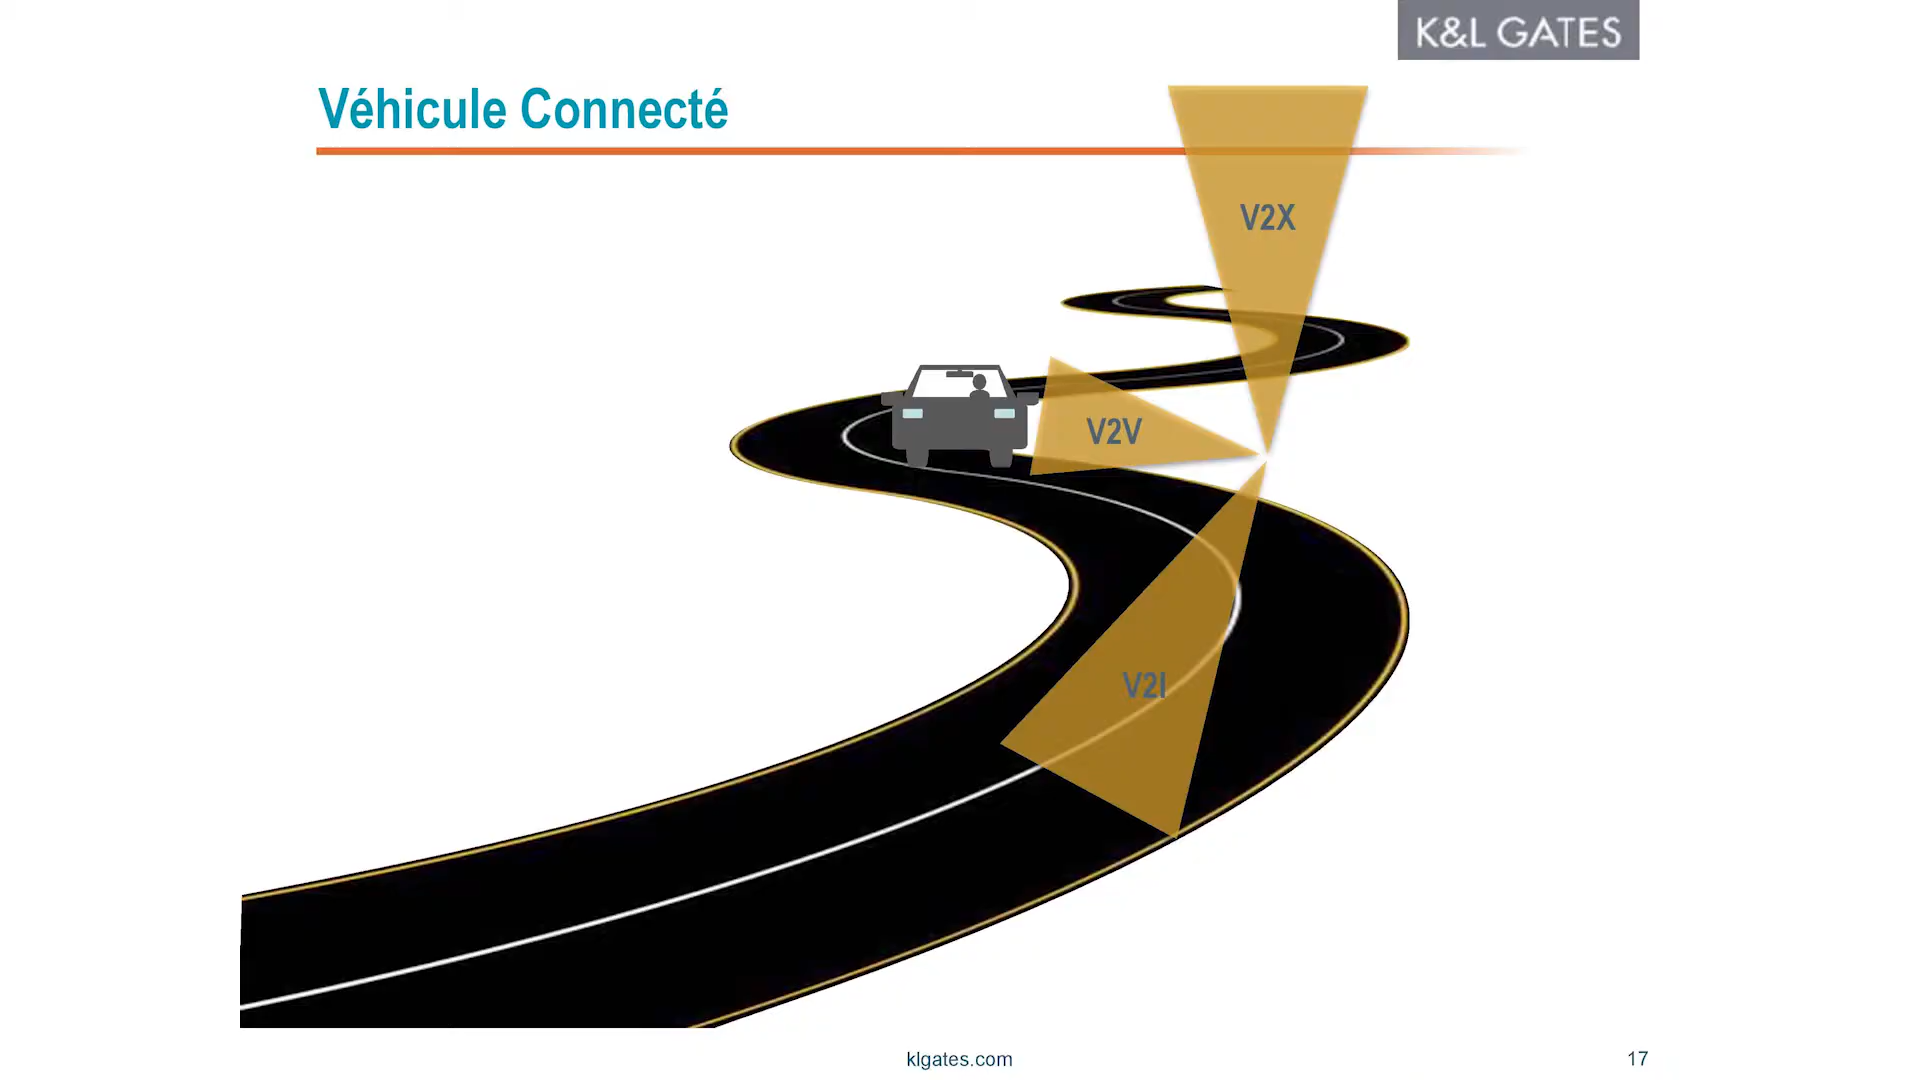 K&L GATES
Véhicule Connecté
V2X
V2V
V2I
klgates.com
17